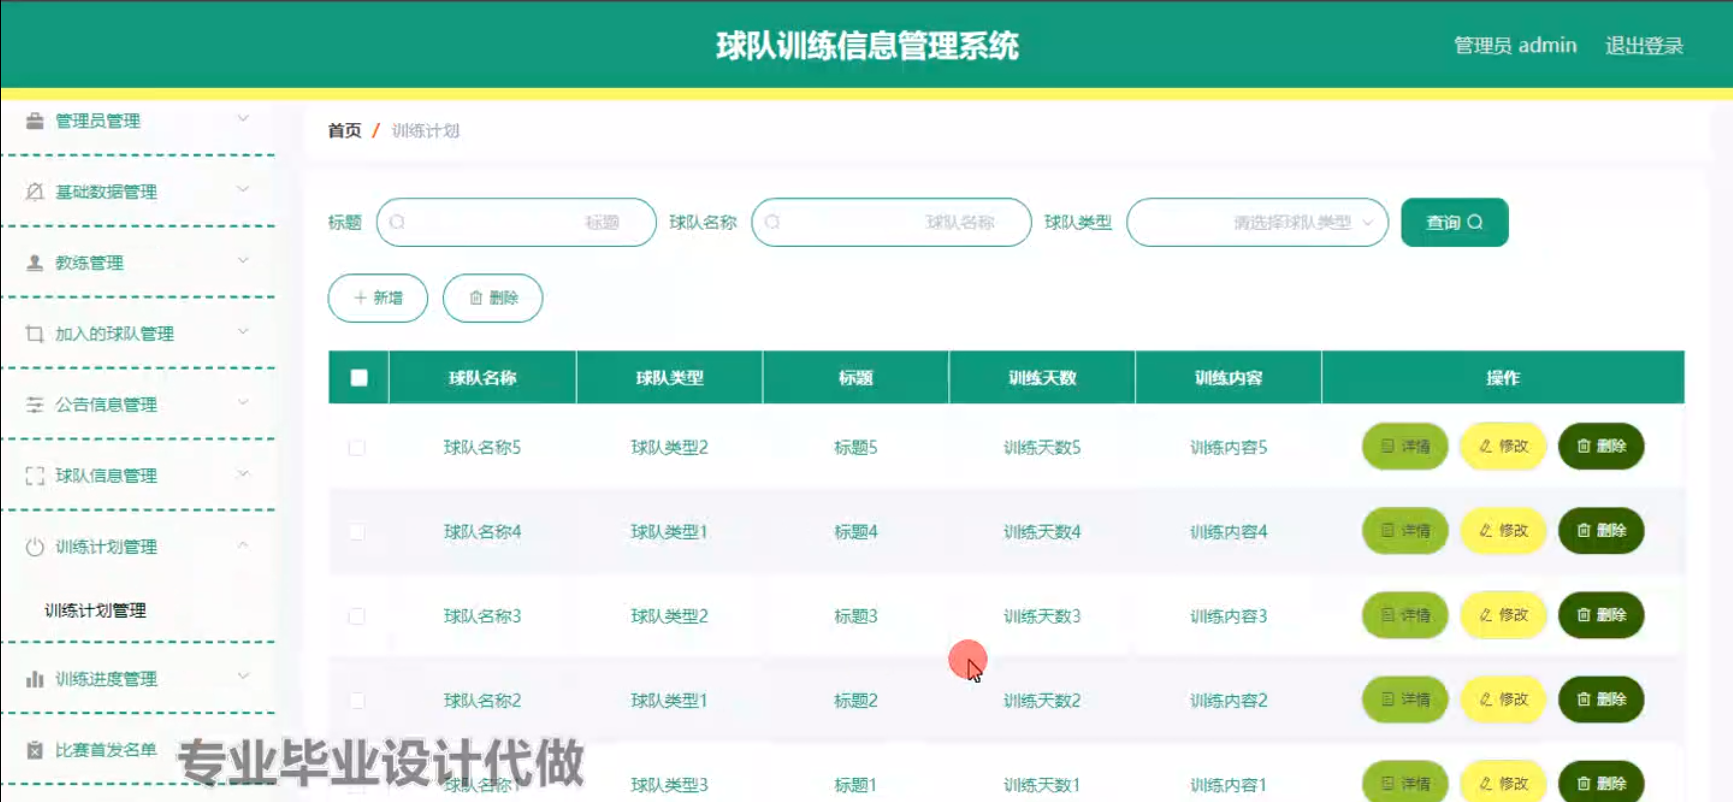 球队训练信息管理系统
管理员 admin 退出登录
管理员管理
首页 / 训练计划
基础数据管理
标题 标题 球队名称 球队名称 球队类型 请选择球队类型 查询
教练管理
新增 删除
加入的球队管理
球队名称 球队类型 标题 训练天数 训练内容 操作
公告信息管理
球队名称5 球队类型2 标题5 训练天数5 训练内容5 详情 修改 删除
球队信息管理
球队名称4 球队类型1 标题4 训练天数4 训练内容4 详情 修改 删除
训练计划管理
训练计划管理
球队名称3 球队类型2 标题3 训练天数3 训练内容3 详情 修改 删除
训练进度管理
球队名称2 球队类型1 标题2 训练天数2 训练内容2 详情 修改 删除
比赛首发名单
专业毕业设计代做
球队名称1 球队类型3 标题1 训练天数1 训练内容1 详情 修改 删除